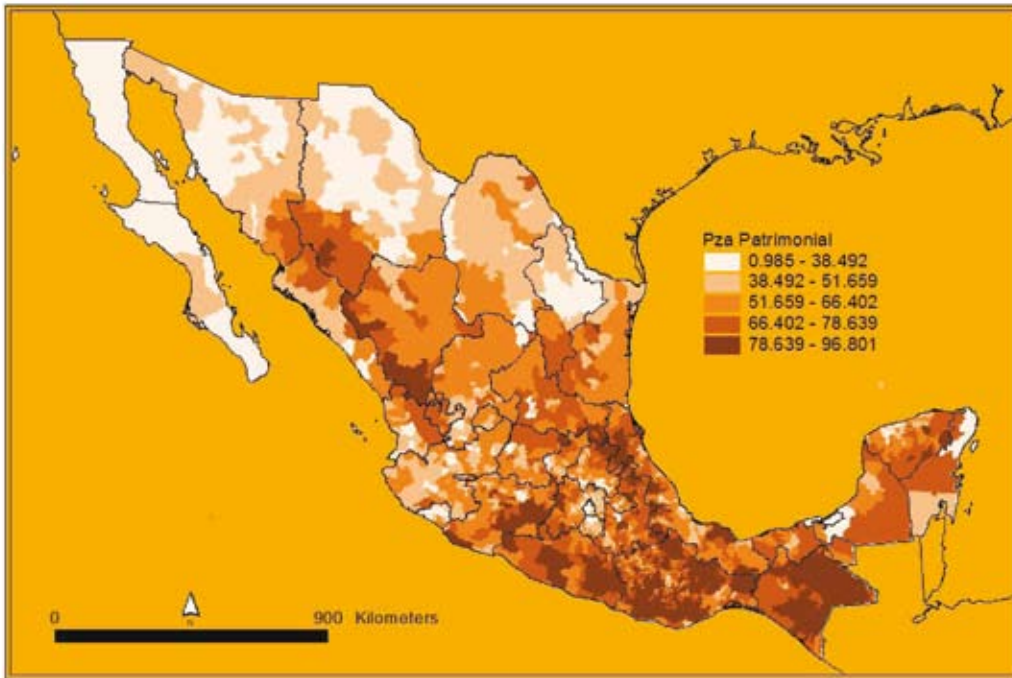 Pza Patrimonial
0.985 - 38.492
38.492 - 51.659
51.659 - 66.402
66.402 - 78.639
78.639 - 96.801
0 900 Kilometers
N